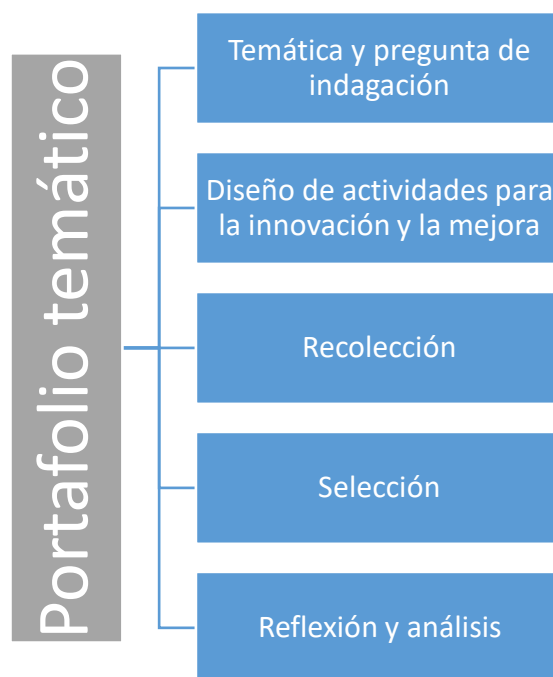 Portafolio temático
Temática y pregunta de
indagación
Diseño de actividades para
la innovación y la mejora
Recolección
Selección
Reflexión y análisis